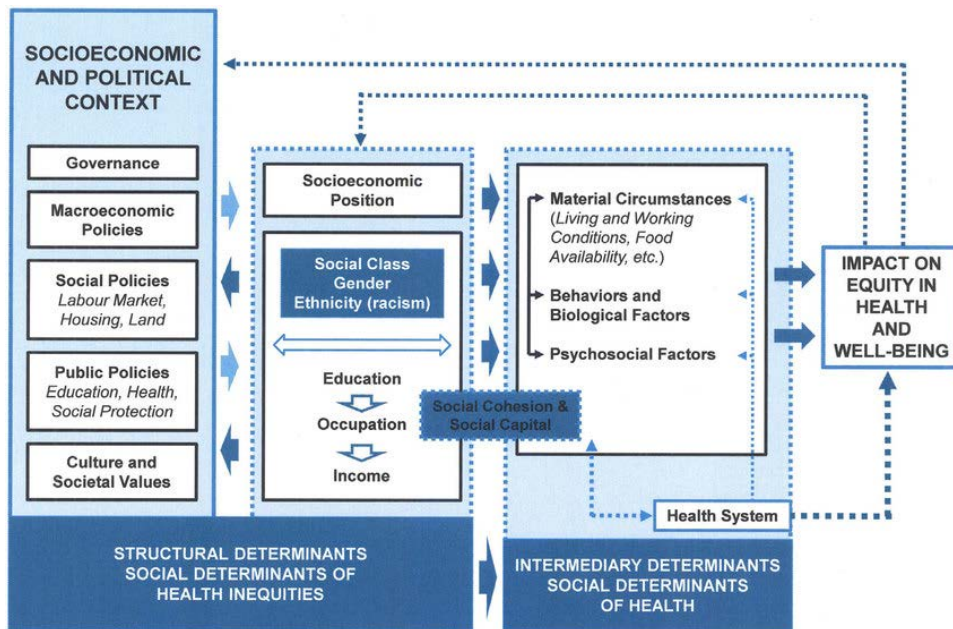 SOCIOECONOMIC
AND POLITICAL
CONTEXT
Governance
Macroeconomic
Policies
Social Policies
Labour Market,
Housing, Land
Public Policies
Education, Health,
Social Protection
Culture and
Societal Values
Socioeconomic
Position
Social Class
Gender
Ethnicity (racism)
Education
Occupation
Income
Social Cohesion &
Social Capital
Material Circumstances
(Living and Working
Conditions, Food
Availability, etc.)
Behaviors and
Biological Factors
Psychosocial Factors
Health System
IMPACT ON
EQUITY IN
HEALTH
AND
WELL-BEING
STRUCTURAL DETERMINANTS
SOCIAL DETERMINANTS OF
HEALTH INEQUITIES
INTERMEDIARY DETERMINANTS
SOCIAL DETERMINANTS
OF HEALTH